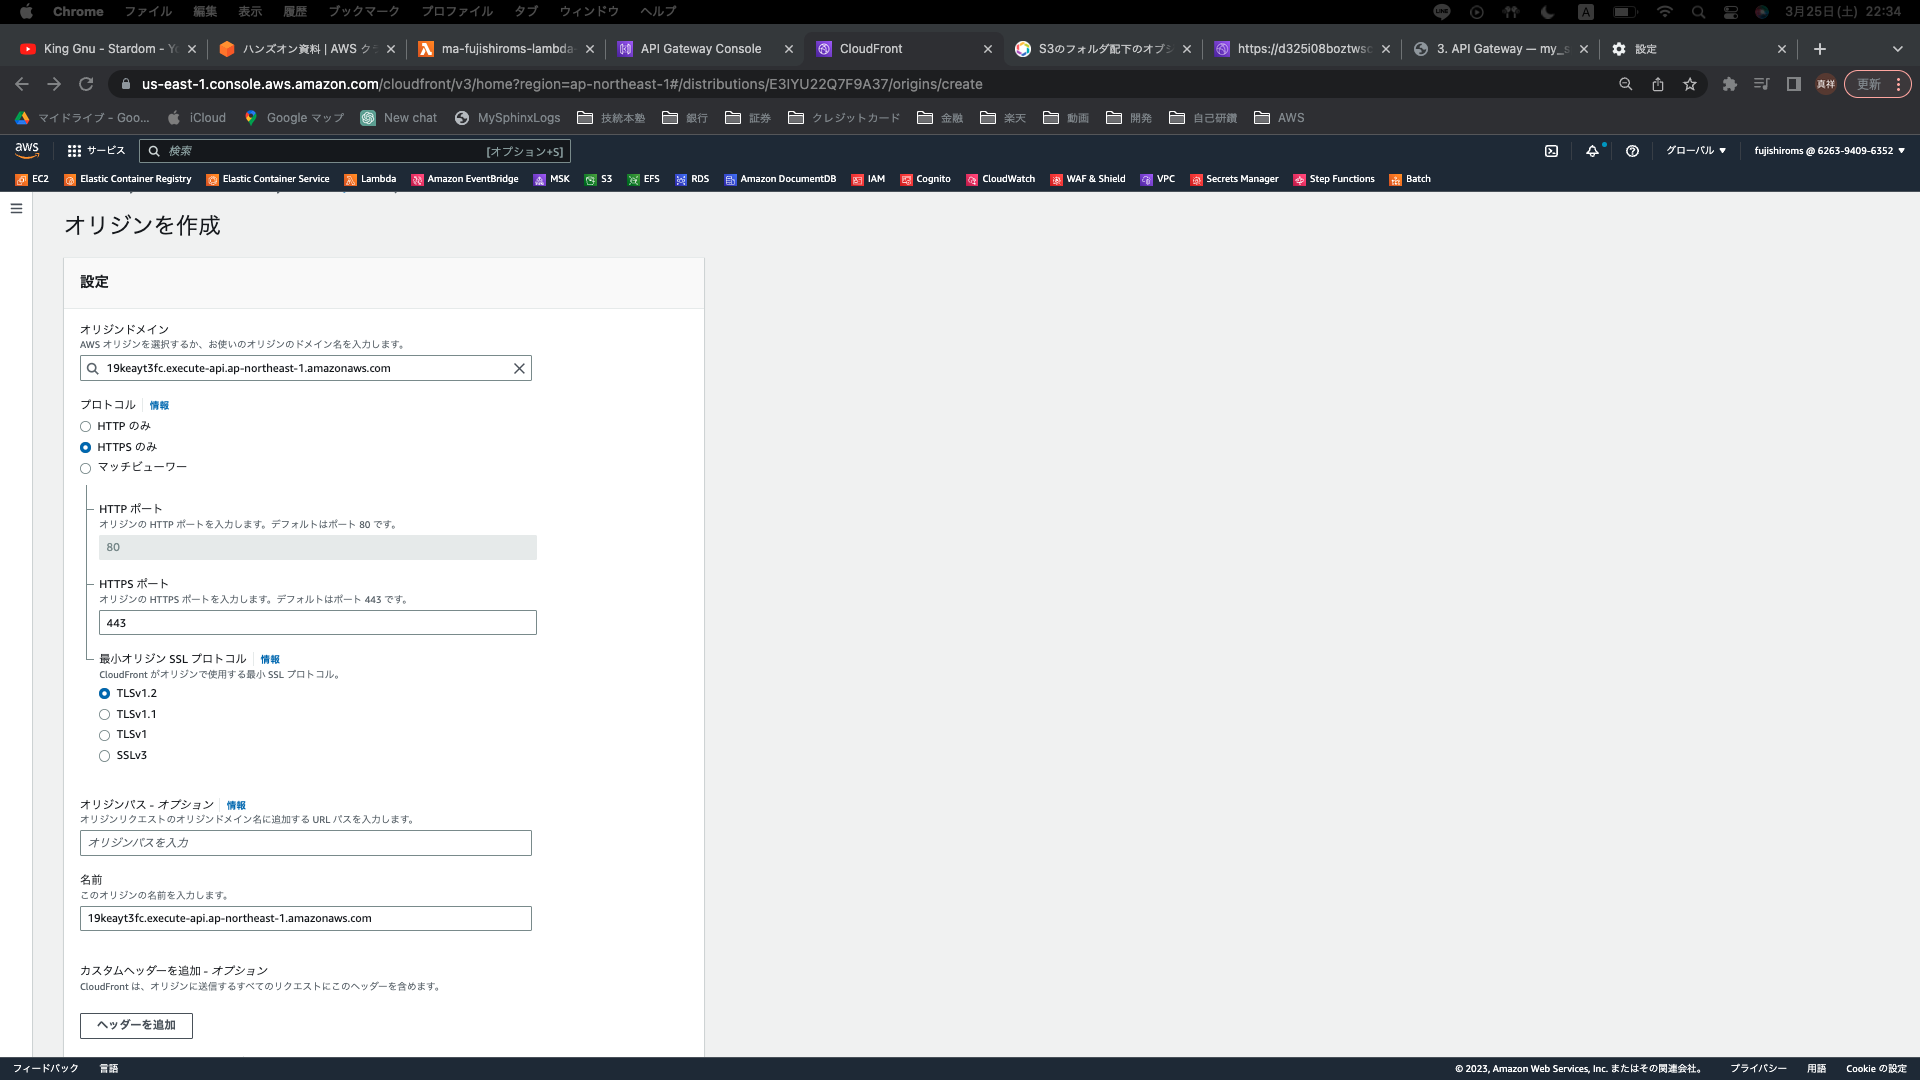 Chrome ファイル 編集 表示 履歴 ブックマーク プロファイル タブ ウィンドウ ヘルプ
A 3月25日(土) 22:34
King Gnu - Stardom - Yo
ハンズオン資料 | AWS クラ
ma-fujishiroms-lambda-
API Gateway Console
CloudFront
S3のフォルダ配下のオブジ
https://d325i08boztwsc
3. API Gateway — my_s
設定
us-east-1.console.aws.amazon.com/cloudfront/v3/home?region=ap-northeast-1#/distributions/E3IYU22Q7F9A37/origins/create
真祥 更新
マイドライブ - Goo... iCloud Google マップ New chat MySphinxLogs 技統本塾 銀行 証券 クレジットカード 金融 楽天 動画 開発 自己研鑽 AWS
aws サービス 検索 [オプション+S] グローバル fujishiroms @ 6263-9409-6352
EC2 Elastic Container Registry Elastic Container Service Lambda Amazon EventBridge MSK S3 EFS RDS Amazon DocumentDB IAM Cognito CloudWatch WAF & Shield VPC Secrets Manager Step Functions Batch
オリジンを作成
設定
オリジンドメイン
AWS オリジンを選択するか、お使いのオリジンのドメイン名を入力します。
19keayt3fc.execute-api.ap-northeast-1.amazonaws.com
プロトコル 情報
HTTP のみ
HTTPS のみ
マッチビューワー
HTTP ポート
オリジンの HTTP ポートを入力します。デフォルトはポート 80 です。
80
HTTPS ポート
オリジンの HTTPS ポートを入力します。デフォルトはポート 443 です。
443
最小オリジン SSL プロトコル 情報
CloudFront がオリジンで使用する最小 SSL プロトコル。
TLSv1.2
TLSv1.1
TLSv1
SSLv3
オリジンパス - オプション 情報
オリジンリクエストのオリジンドメイン名に追加する URL パスを入力します。
オリジンパスを入力
名前
このオリジンの名前を入力します。
19keayt3fc.execute-api.ap-northeast-1.amazonaws.com
カスタムヘッダーを追加 - オプション
CloudFront は、オリジンに送信するすべてのリクエストにこのヘッダーを含めます。
ヘッダーを追加
フィードバック 言語 © 2023, Amazon Web Services, Inc. またはその関連会社。 プライバシー 用語 Cookie の設定